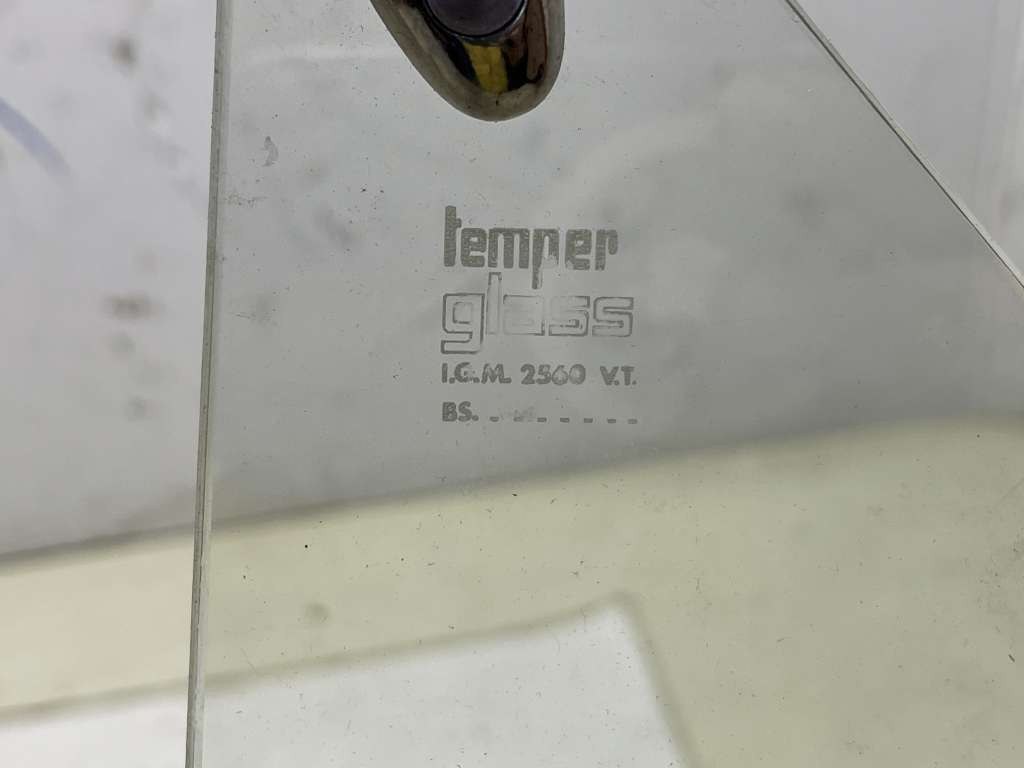 temper
glass
I.G.M. 2560 V.T.
BS. _ _ _ _ _ _ _